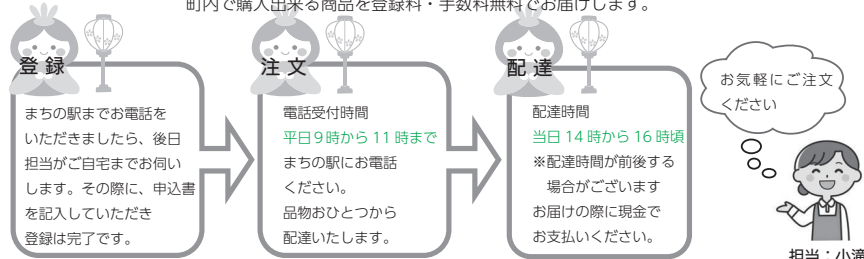 町内で購入出来る商品を登録料・手数料無料でお届けします。
登録
まちの駅までお電話を
いただきましたら、後日
担当がご自宅までお伺い
します。その際に、申込書
を記入していただき
登録は完了です。
注文
電話受付時間
平日9時から11時まで
まちの駅にお電話
ください。
品物おひとつから
配達いたします。
配達
配達時間
当日14時から16時頃
※配達時間が前後する
場合がございます
お届けの際に現金で
お支払いください。
お気軽にご注文
ください
担当：小滝